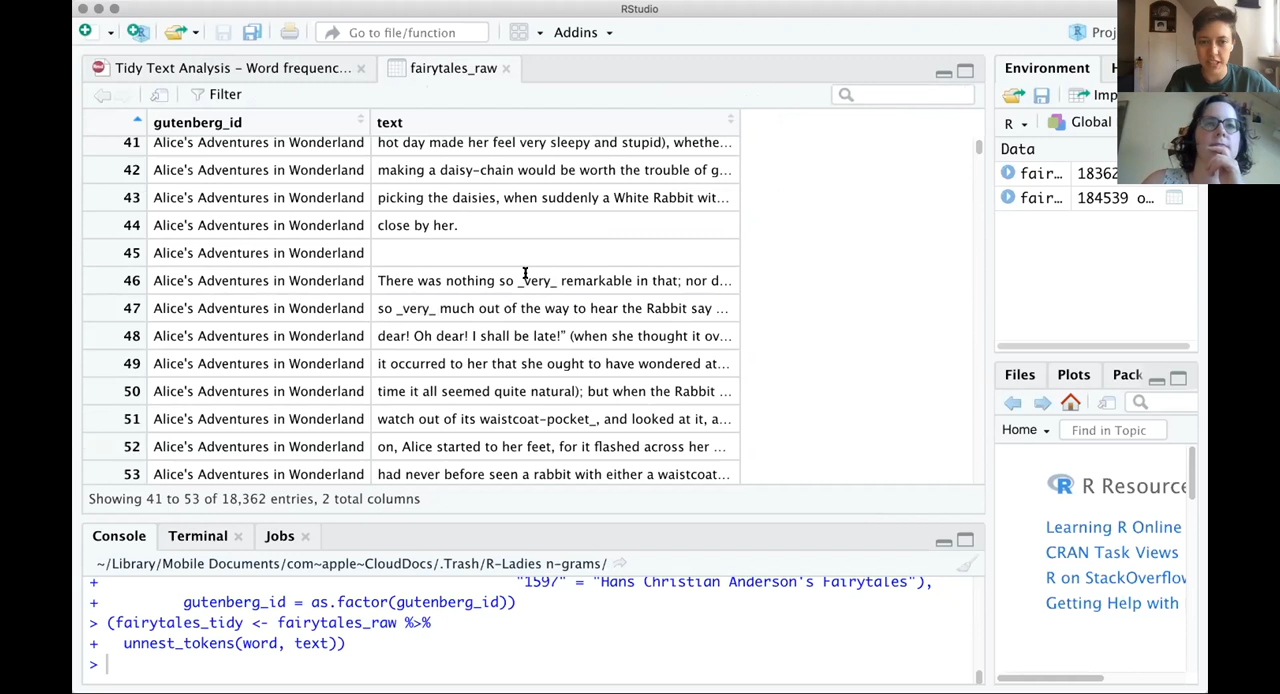 RStudio
Go to file/function
Addins
Proj
Tidy Text Analysis – Word frequenc...
fairytales_raw
Filter
gutenberg_id text
41 Alice's Adventures in Wonderland hot day made her feel very sleepy and stupid), whethe...
42 Alice's Adventures in Wonderland making a daisy-chain would be worth the trouble of g...
43 Alice's Adventures in Wonderland picking the daisies, when suddenly a White Rabbit wit...
44 Alice's Adventures in Wonderland close by her.
45 Alice's Adventures in Wonderland
46 Alice's Adventures in Wonderland There was nothing so _very_ remarkable in that; nor d...
47 Alice's Adventures in Wonderland so _very_ much out of the way to hear the Rabbit say ...
48 Alice's Adventures in Wonderland dear! Oh dear! I shall be late!” (when she thought it ov...
49 Alice's Adventures in Wonderland it occurred to her that she ought to have wondered at...
50 Alice's Adventures in Wonderland time it all seemed quite natural); but when the Rabbit ...
51 Alice's Adventures in Wonderland watch out of its waistcoat-pocket_, and looked at it, a...
52 Alice's Adventures in Wonderland on, Alice started to her feet, for it flashed across her ...
53 Alice's Adventures in Wonderland had never before seen a rabbit with either a waistcoat...
Showing 41 to 53 of 18,362 entries, 2 total columns
Console Terminal Jobs
~/Library/Mobile Documents/com~apple~CloudDocs/.Trash/R-Ladies n-grams/
+ "1597" = "Hans Christian Anderson's Fairytales"),
+ gutenberg_id = as.factor(gutenberg_id))
> (fairytales_tidy <- fairytales_raw %>%
+ unnest_tokens(word, text))
>
Environment H
Imp
R Global
Data
fair... 18362
fair... 184539 o...
Files Plots Pack
Home Find in Topic
R R Resource
Learning R Online
CRAN Task Views
R on StackOverflow
Getting Help with